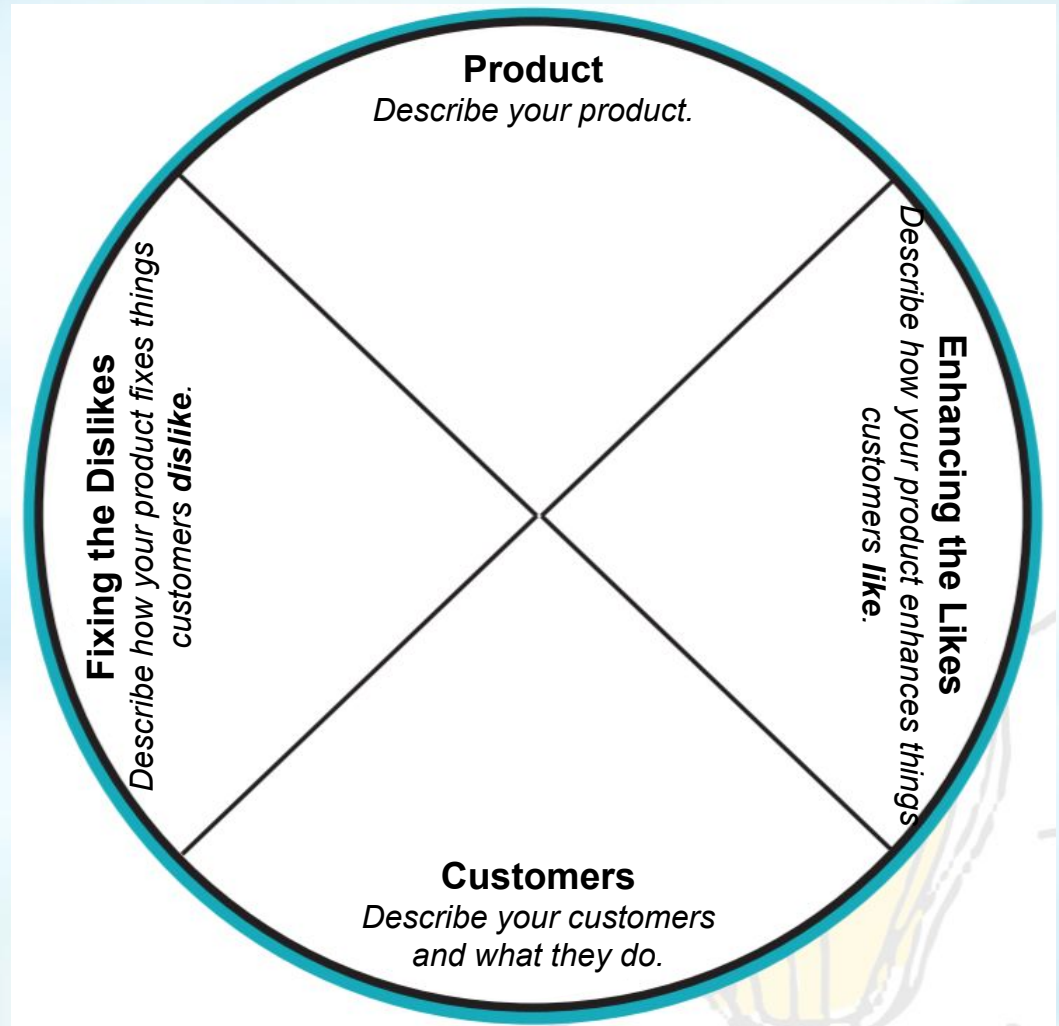 Product
Describe your product.
Fixing the Dislikes
Describe how your product fixes things
customers dislike.
Enhancing the Likes
Describe how your product enhances things
customers like.
Customers
Describe your customers
and what they do.